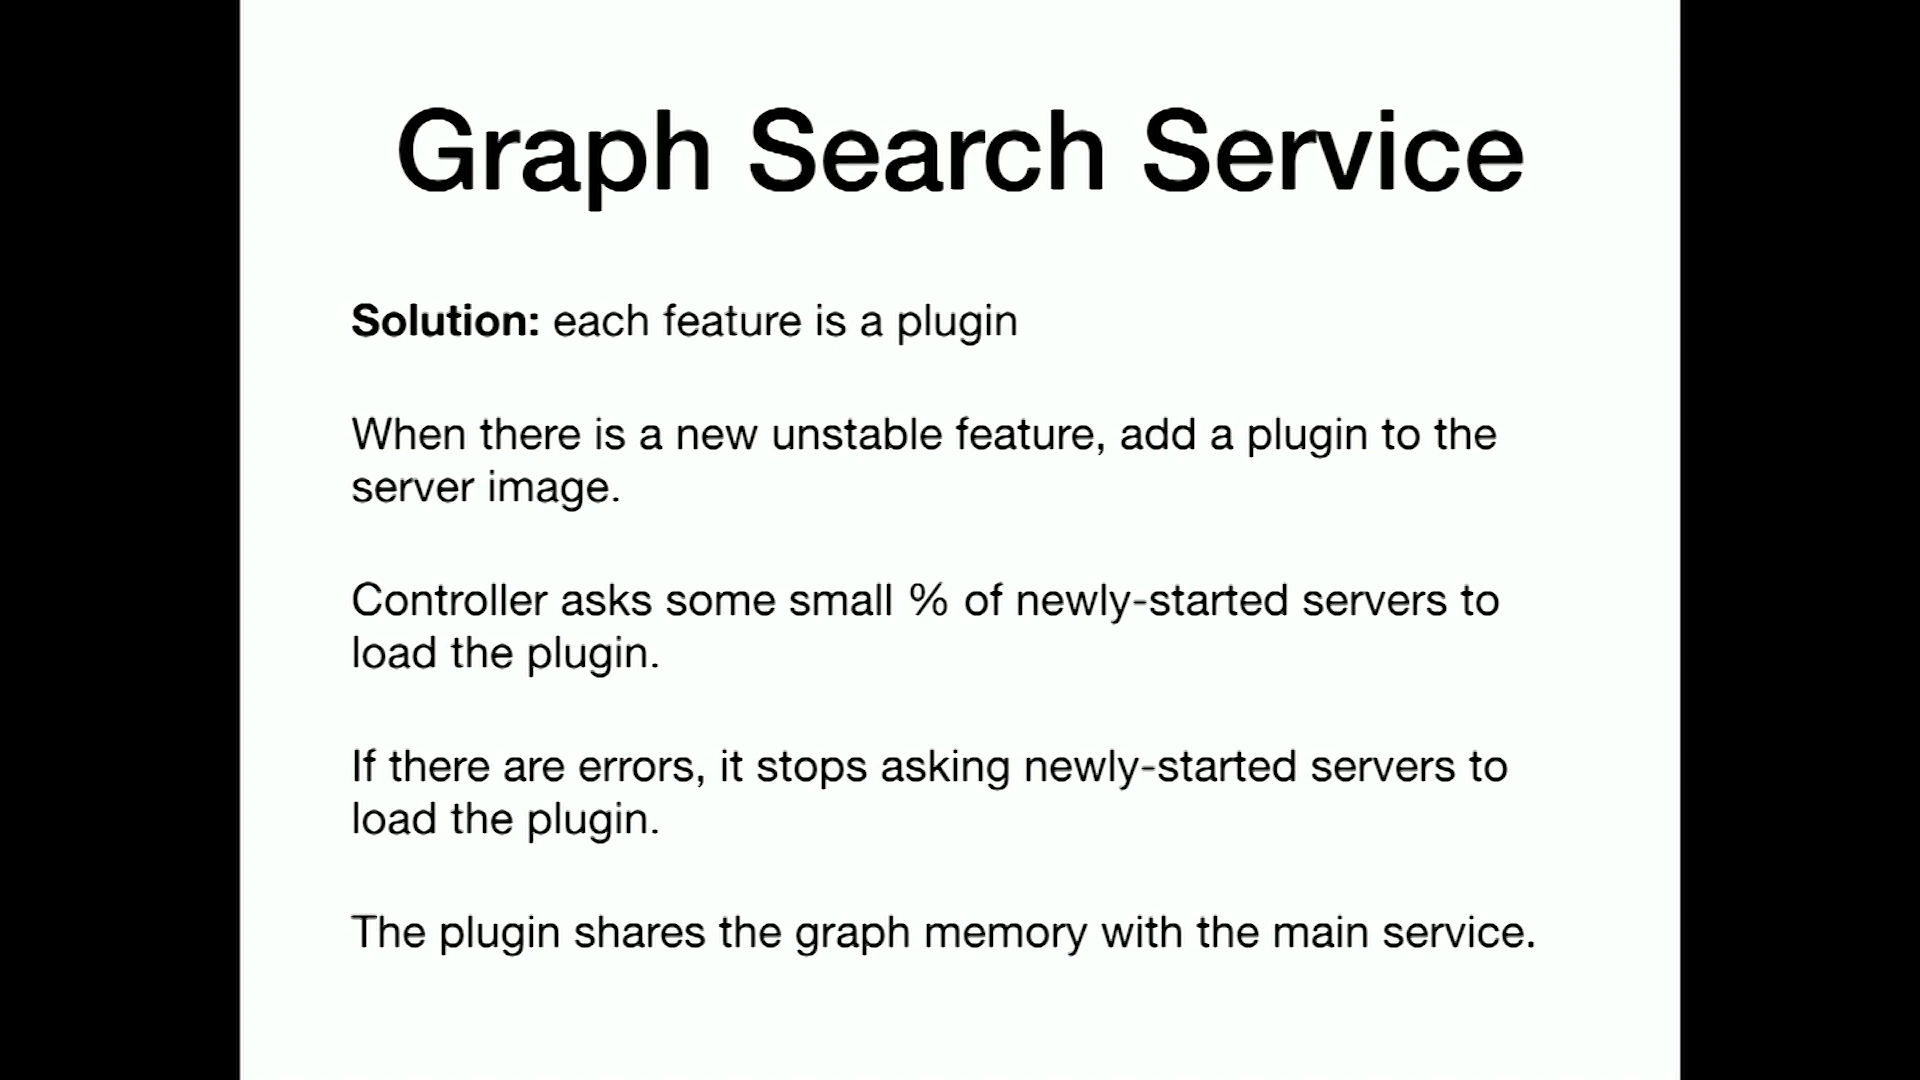 Graph Search Service
Solution: each feature is a plugin
When there is a new unstable feature, add a plugin to the
server image.
Controller asks some small % of newly-started servers to
load the plugin.
If there are errors, it stops asking newly-started servers to
load the plugin.
The plugin shares the graph memory with the main service.